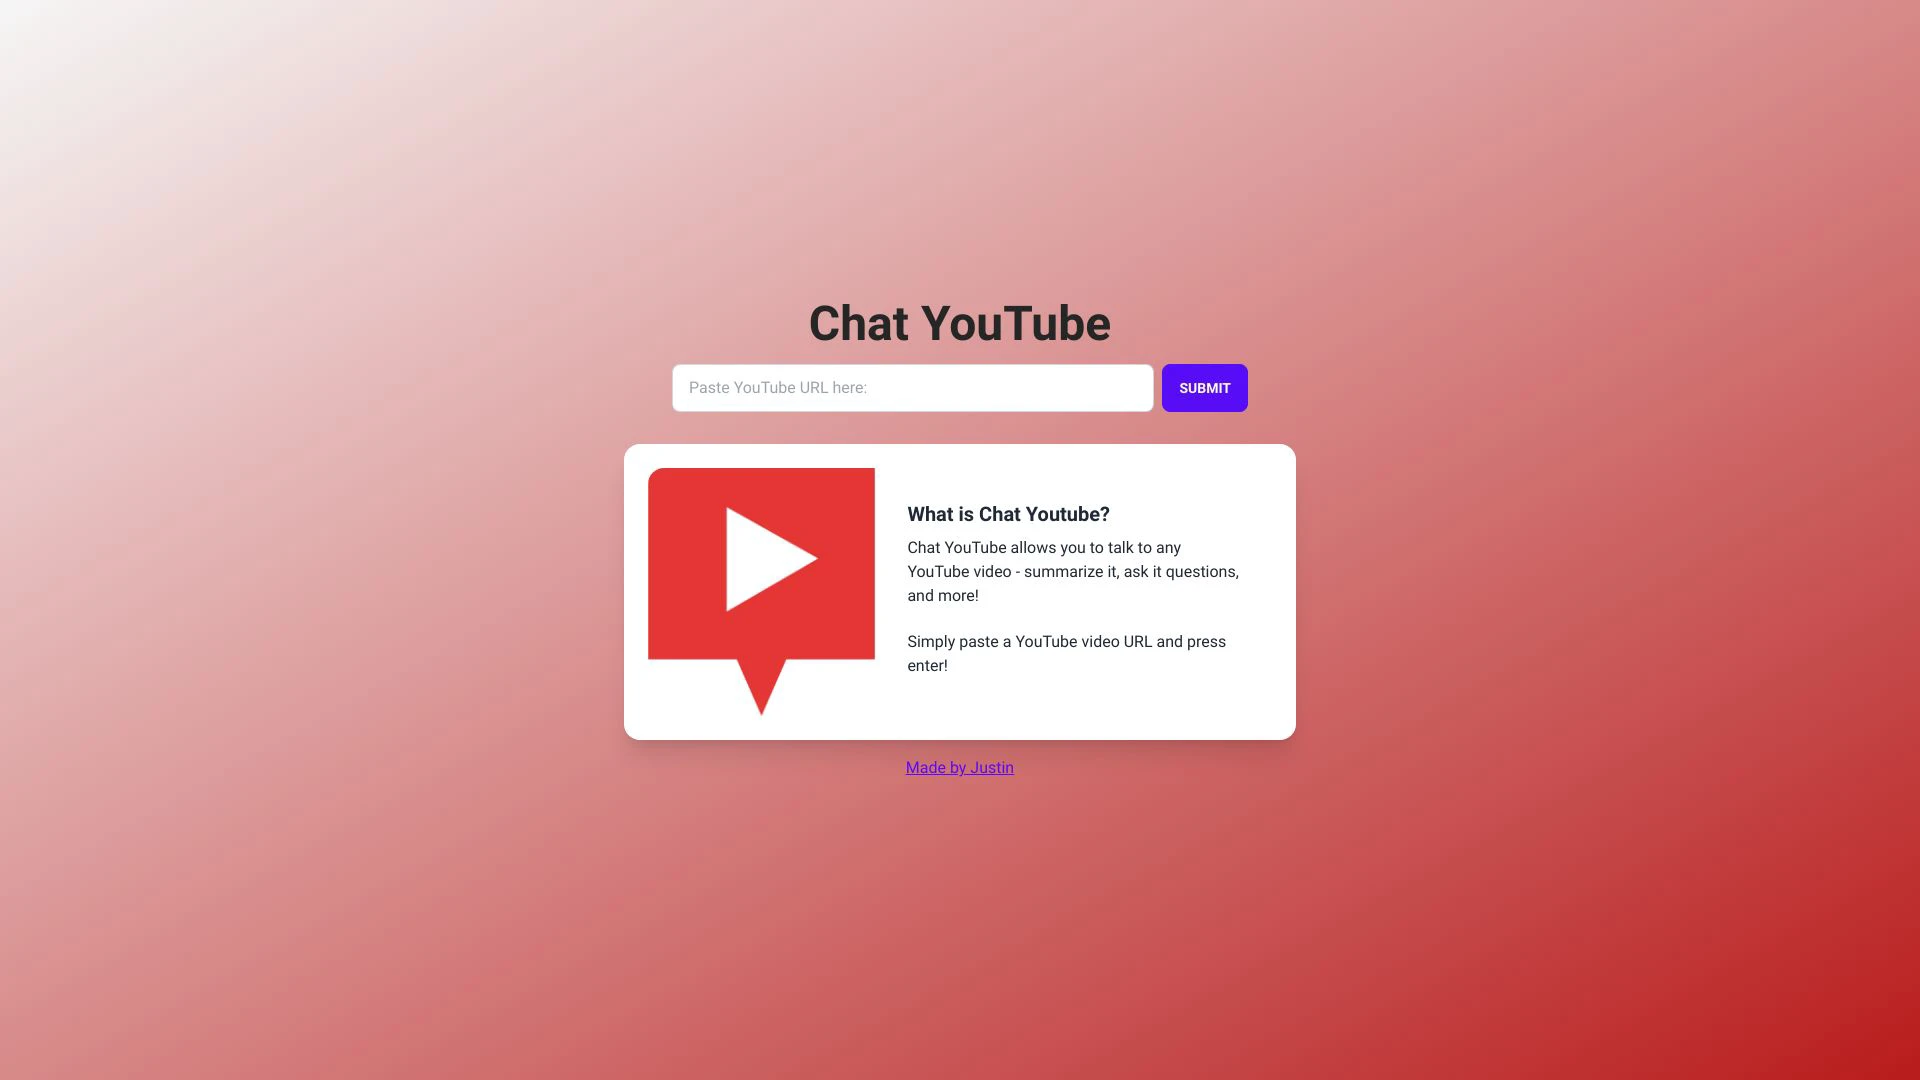 Chat YouTube
Paste YouTube URL here:
SUBMIT
What is Chat Youtube?
Chat YouTube allows you to talk to any
YouTube video - summarize it, ask it questions,
and more!
Simply paste a YouTube video URL and press
enter!
Made by Justin